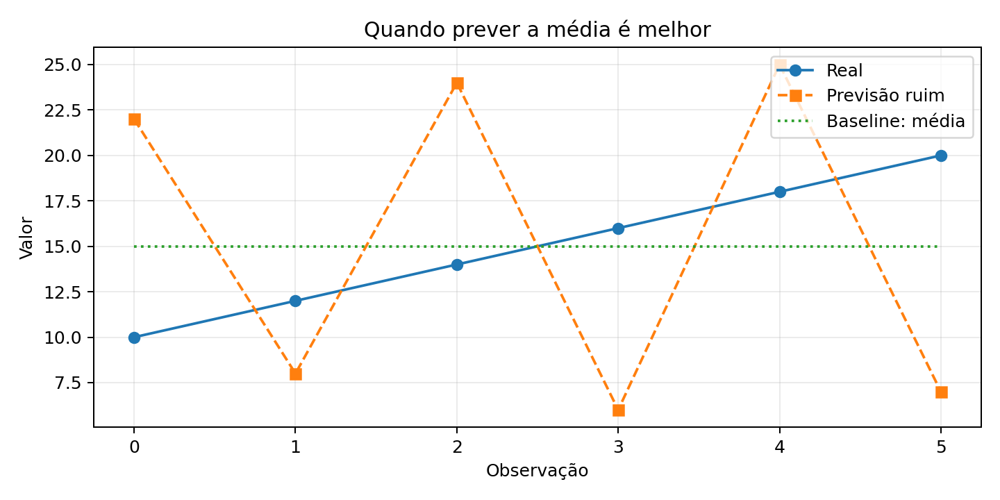 Quando prever a média é melhor
Real
Previsão ruim
Baseline: média
Valor
25.0
22.5
20.0
17.5
15.0
12.5
10.0
7.5
0 1 2 3 4 5
Observação